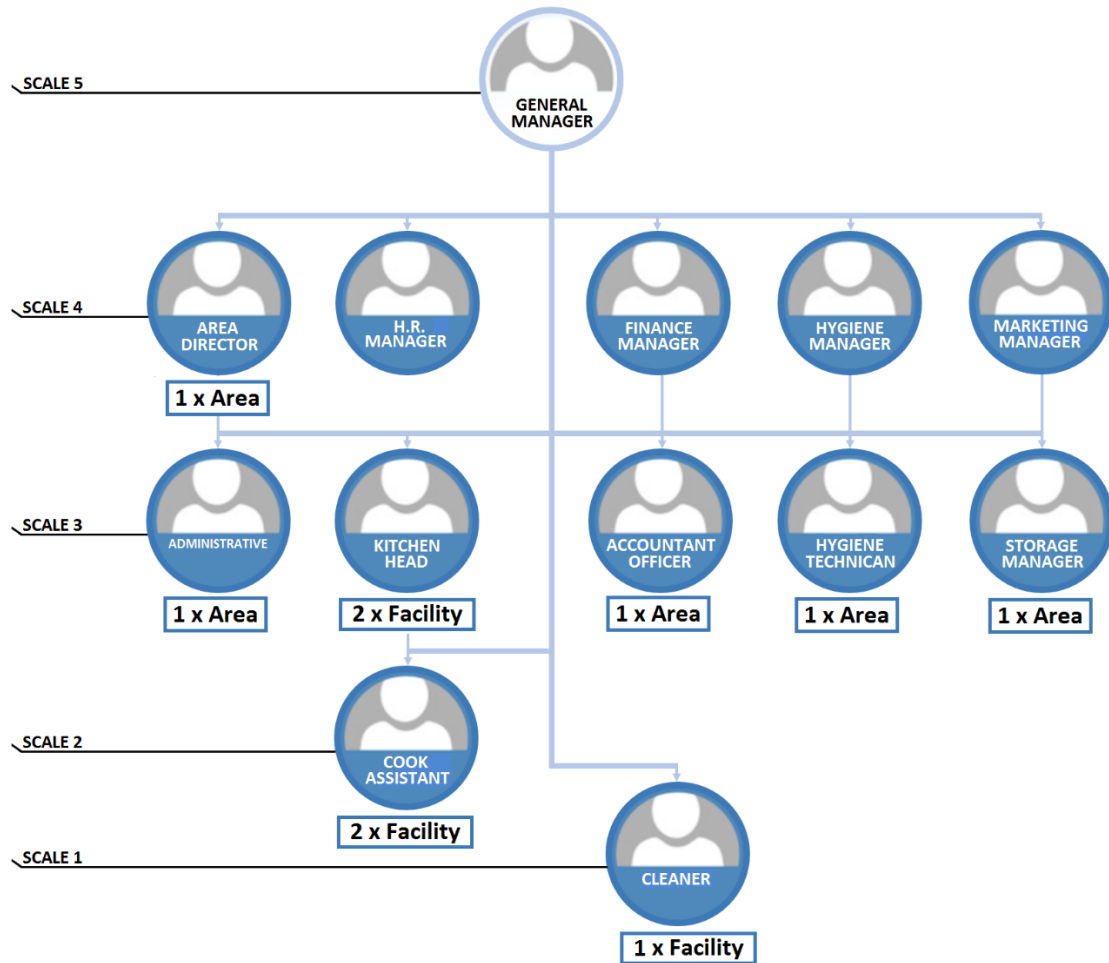 SCALE 5
GENERAL
MANAGER
SCALE 4
AREA
DIRECTOR
H.R.
MANAGER
FINANCE
MANAGER
HYGIENE
MANAGER
MARKETING
MANAGER
1 x Area
SCALE 3
ADMINISTRATIVE
KITCHEN
HEAD
ACCOUNTANT
OFFICER
HYGIENE
TECHNICAN
STORAGE
MANAGER
1 x Area
2 x Facility
1 x Area
1 x Area
1 x Area
SCALE 2
COOK
ASSISTANT
2 x Facility
SCALE 1
CLEANER
1 x Facility